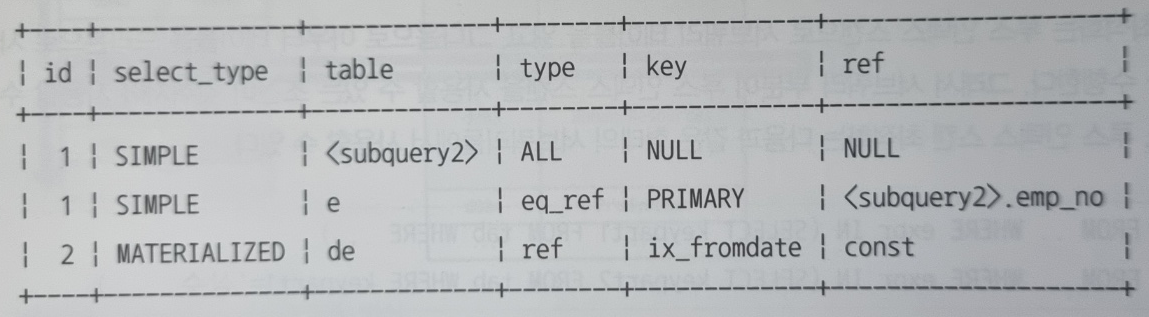 +----+--------------+-------------+--------+-------------+--------------------+
| id | select_type | table | type | key | ref |
+----+--------------+-------------+--------+-------------+--------------------+
| 1 | SIMPLE | <subquery2> | ALL | NULL | NULL |
| 1 | SIMPLE | e | eq_ref | PRIMARY | <subquery2>.emp_no |
| 2 | MATERIALIZED | de | ref | ix_fromdate | const |
+----+--------------+-------------+--------+-------------+--------------------+